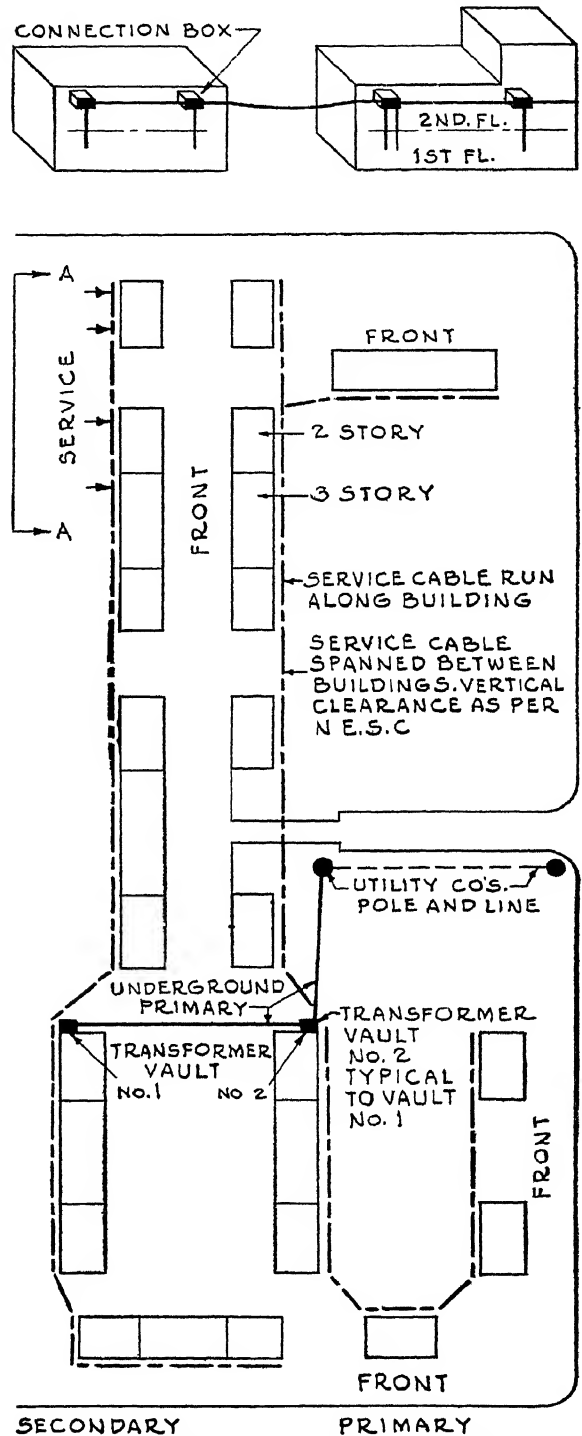 CONNECTION BOX
2ND. FL.
1ST FL.
A
SERVICE
A
FRONT
FRONT
2 STORY
3 STORY
SERVICE CABLE RUN
ALONG BUILDING
SERVICE CABLE
SPANNED BETWEEN
BUILDINGS. VERTICAL
CLEARANCE AS PER
N E.S.C
UTILITY CO'S.
POLE AND LINE
UNDERGROUND
PRIMARY
TRANSFORMER
VAULT
NO.1
NO 2
TRANSFORMER
VAULT
NO. 2
TYPICAL
TO VAULT
NO. 1
FRONT
FRONT
SECONDARY
PRIMARY